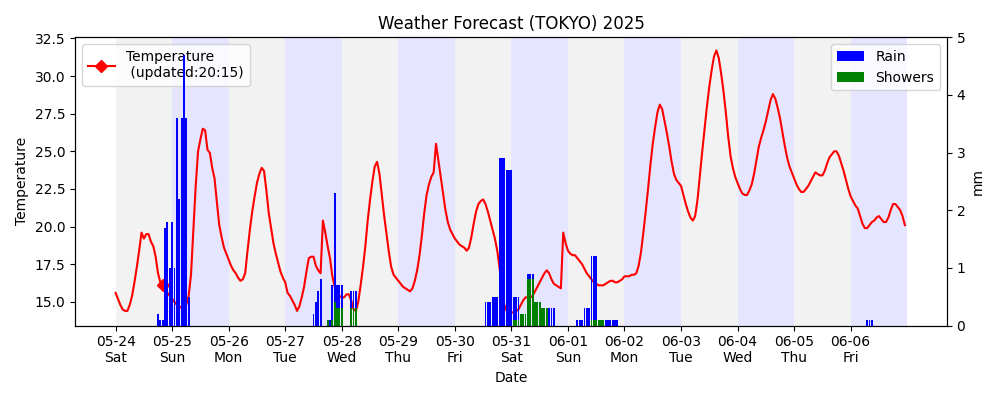 Weather Forecast (TOKYO) 2025
Temperature
(updated:20:15)
Rain
Showers
32.5
30.0
27.5
25.0
22.5
20.0
17.5
15.0
Temperature
5
4
3
2
1
0
mm
05-24 05-25 05-26 05-27 05-28 05-29 05-30 05-31 06-01 06-02 06-03 06-04 06-05 06-06
Sat Sun Mon Tue Wed Thu Fri Sat Sun Mon Tue Wed Thu Fri
Date